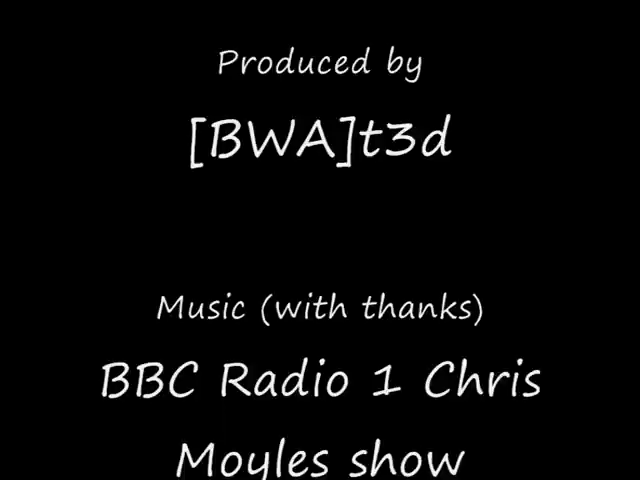 Produced by
[BWA]t3d
Music (with thanks)
BBC Radio 1 Chris
Moyles show